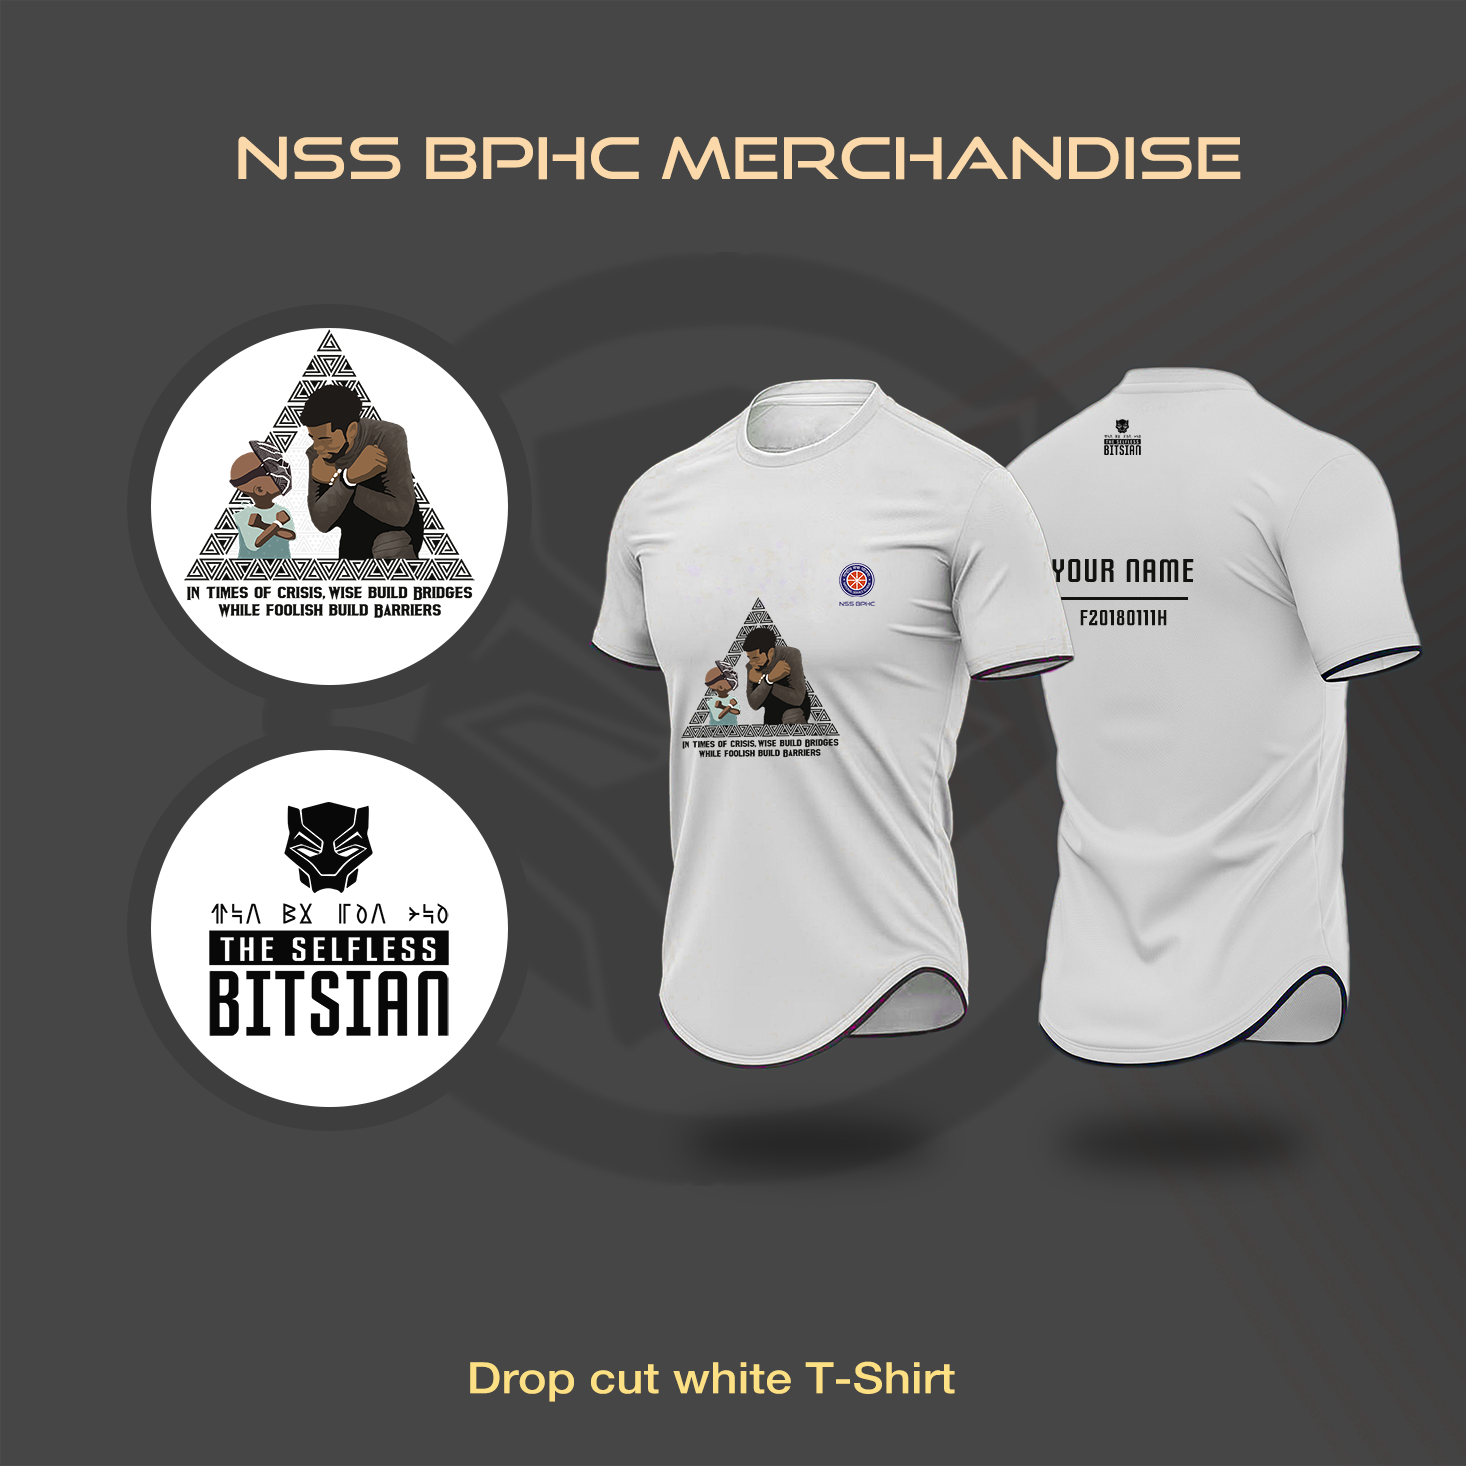 NSS BPHC MERCHANDISE
IN TIMES OF CRISIS, WISE BUILD BRIDGES
WHILE FOOLISH BUILD BARRIERS
THE SELFLESS
BITSIAN
NSS BPHC
IN TIMES OF CRISIS, WISE BUILD BRIDGES
WHILE FOOLISH BUILD BARRIERS
THE SELFLESS
BITSIAN
YOUR NAME
F20180111H
Drop cut white T-Shirt